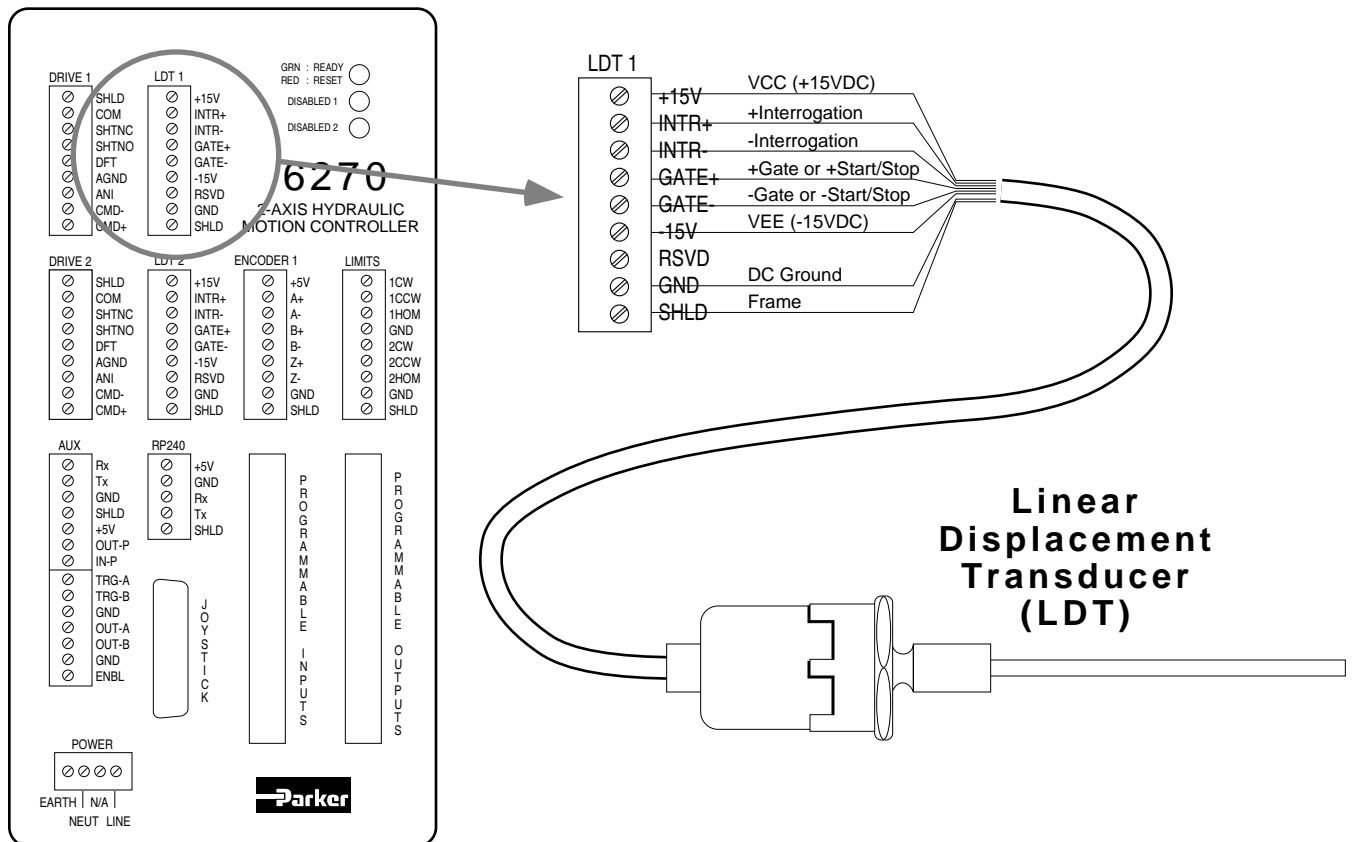 GRN : READY
RED : RESET
DISABLED 1
DISABLED 2
6270
2-AXIS HYDRAULIC
MOTION CONTROLLER
DRIVE 1
SHLD
COM
SHTNC
SHTNO
DFT
AGND
ANI
CMD-
CMD+
LDT 1
+15V
INTR+
INTR-
GATE+
GATE-
-15V
RSVD
GND
SHLD
DRIVE 2
SHLD
COM
SHTNC
SHTNO
DFT
AGND
ANI
CMD-
CMD+
LDT 2
+15V
INTR+
INTR-
GATE+
GATE-
-15V
RSVD
GND
SHLD
ENCODER 1
+5V
A+
A-
B+
B-
Z+
Z-
GND
SHLD
LIMITS
1CW
1CCW
1HOM
GND
2CW
2CCW
2HOM
GND
SHLD
AUX
Rx
Tx
GND
SHLD
+5V
OUT-P
IN-P
TRG-A
TRG-B
GND
OUT-A
OUT-B
GND
ENBL
RP240
+5V
GND
Rx
Tx
SHLD
JOYSTICK
PROGRAMMABLE INPUTS
PROGRAMMABLE OUTPUTS
POWER
EARTH N/A
NEUT LINE
Parker
LDT 1
+15V VCC (+15VDC)
INTR+ +Interrogation
INTR- -Interrogation
GATE+ +Gate or +Start/Stop
GATE- -Gate or -Start/Stop
-15V VEE (-15VDC)
RSVD
GND DC Ground
SHLD Frame
Linear
Displacement
Transducer
(LDT)